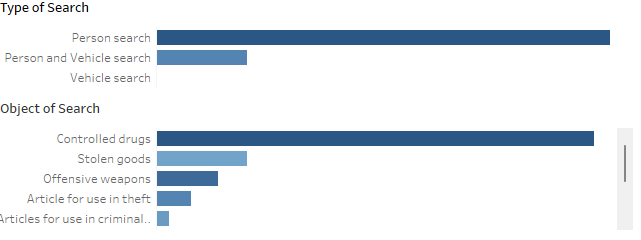 Type of Search
Person search
Person and Vehicle search
Vehicle search
Object of Search
Controlled drugs
Stolen goods
Offensive weapons
Article for use in theft
Articles for use in criminal..